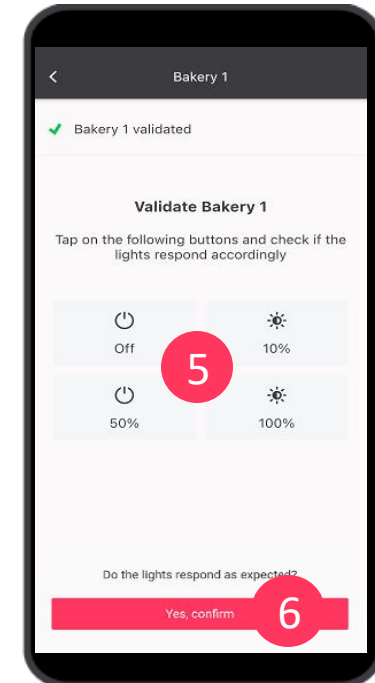 Bakery 1
Bakery 1 validated
Validate Bakery 1
Tap on the following buttons and check if the
lights respond accordingly
Off
10%
5
50%
100%
Do the lights respond as expected?
Yes, confirm
6